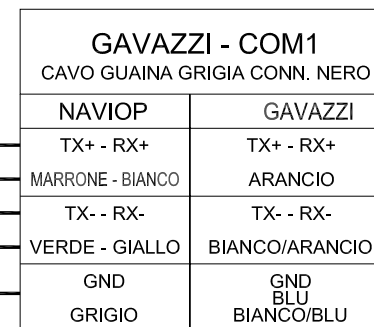 GAVAZZI - COM1
CAVO GUAINA GRIGIA CONN. NERO
NAVIOP GAVAZZI
TX+ - RX+ TX+ - RX+
MARRONE - BIANCO ARANCIO
TX- - RX- TX- - RX-
VERDE - GIALLO BIANCO/ARANCIO
GND GND
BLU
GRIGIO BIANCO/BLU